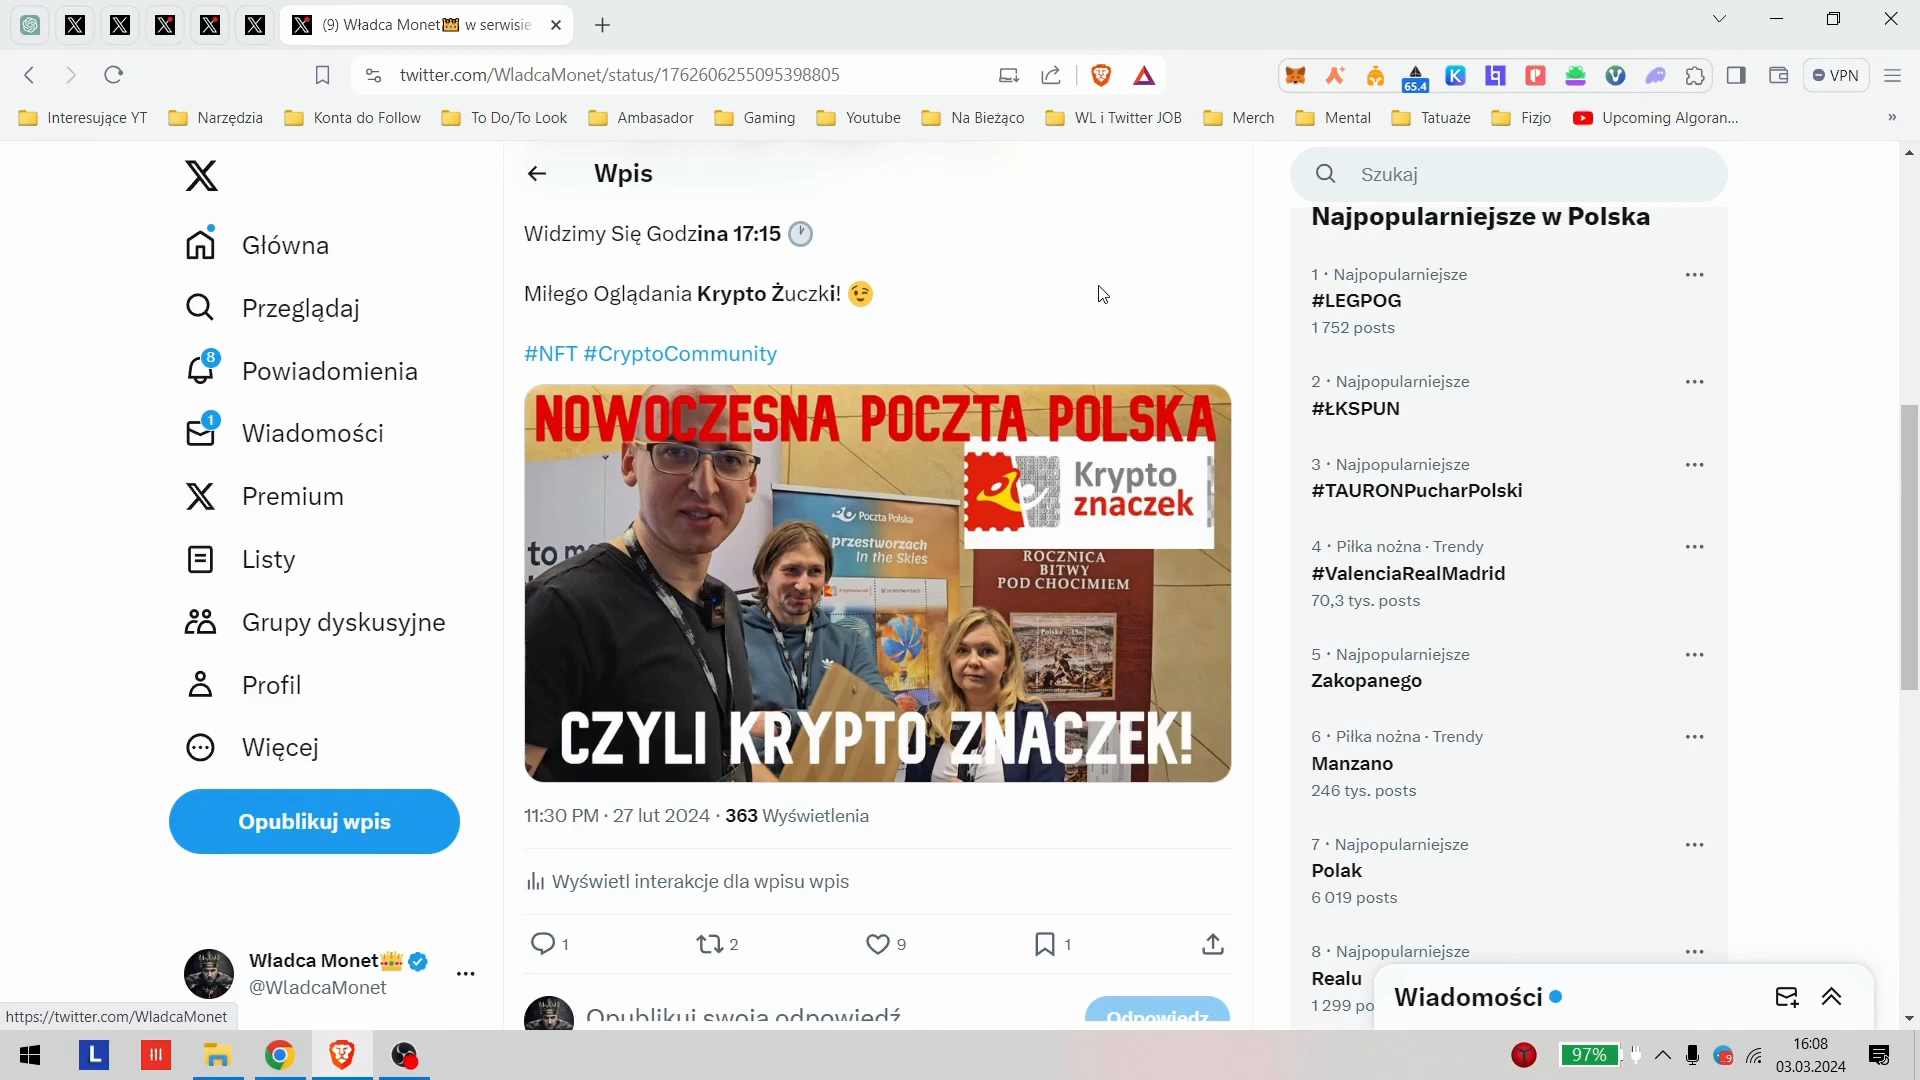 (9) Władca Monet👑 w serwisie
twitter.com/WladcaMonet/status/1762606255095398805
65.4
VPN
Interesujące YT
Narzędzia
Konta do Follow
To Do/To Look
Ambasador
Gaming
Youtube
Na Bieżąco
WL i Twitter JOB
Merch
Mental
Tatuaże
Fizjo
Upcoming Algoran...
»
Główna
Przeglądaj
8
Powiadomienia
1
Wiadomości
Premium
Listy
Grupy dyskusyjne
Profil
Więcej
Opublikuj wpis
Wladca Monet👑
@WladcaMonet
https://twitter.com/WladcaMonet
Wpis
Widzimy Się Godzina 17:15 🕐
Miłego Oglądania Krypto Żuczki! 😉
#NFT #CryptoCommunity
NOWOCZESNA POCZTA POLSKA
Krypto
znaczek
Poczta Polska
przestworzach
In the Skies
to m
ROCZNICA
BITWY
POD CHOCIMIEM
CZYLI KRYPTO ZNACZEK!
11:30 PM · 27 lut 2024 · 363 Wyświetlenia
Wyświetl interakcje dla wpisu wpis
1
2
9
1
Opublikuj swoją odpowiedź
Odpowiedz
Szukaj
Najpopularniejsze w Polska
1 · Najpopularniejsze
#LEGPOG
1 752 posts
2 · Najpopularniejsze
#ŁKSPUN
3 · Najpopularniejsze
#TAURONPucharPolski
4 · Piłka nożna · Trendy
#ValenciaRealMadrid
70,3 tys. posts
5 · Najpopularniejsze
Zakopanego
6 · Piłka nożna · Trendy
Manzano
246 tys. posts
7 · Najpopularniejsze
Polak
6 019 posts
8 · Najpopularniejsze
Realu
1 299 po
Wiadomości
L
97%
16:08
03.03.2024